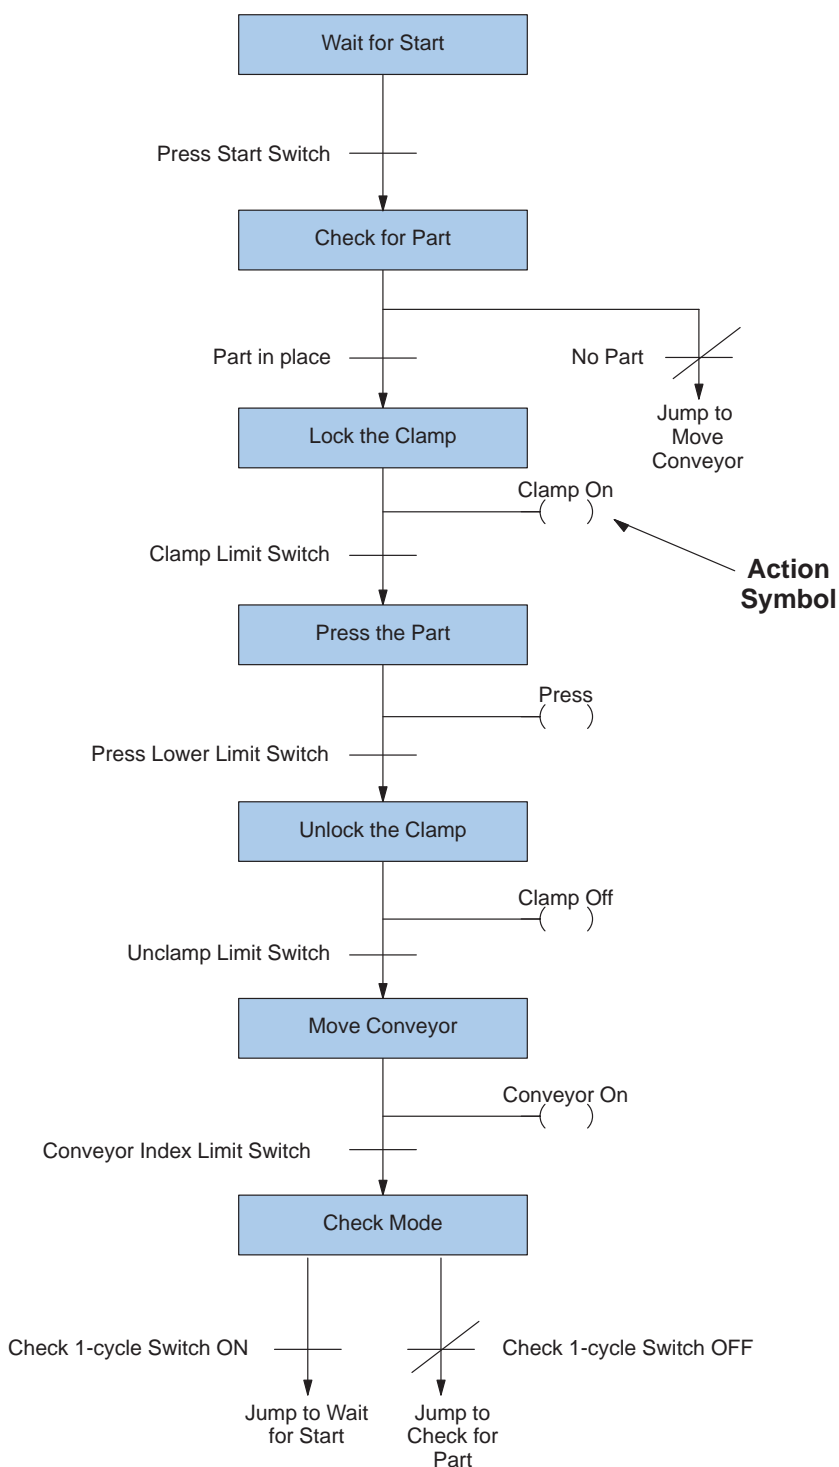 Wait for Start
Press Start Switch
Check for Part
Part in place
No Part
Jump to
Move
Conveyor
Lock the Clamp
Clamp On
Clamp Limit Switch
Action
Symbol
Press the Part
Press
Press Lower Limit Switch
Unlock the Clamp
Clamp Off
Unclamp Limit Switch
Move Conveyor
Conveyor On
Conveyor Index Limit Switch
Check Mode
Check 1-cycle Switch ON
Check 1-cycle Switch OFF
Jump to Wait
for Start
Jump to
Check for
Part